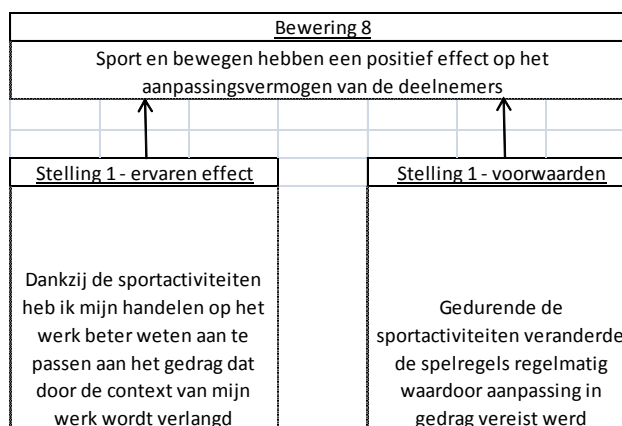 Bewering 8
Sport en bewegen hebben een positief effect op het
aanpassingsvermogen van de deelnemers
Stelling 1 - ervaren effect
Dankzij de sportactiviteiten
heb ik mijn handelen op het
werk beter weten aan te
passen aan het gedrag dat
door de context van mijn
werk wordt verlangd
Stelling 1 - voorwaarden
Gedurende de
sportactiviteiten veranderde
de spelregels regelmatig
waardoor aanpassing in
gedrag vereist werd